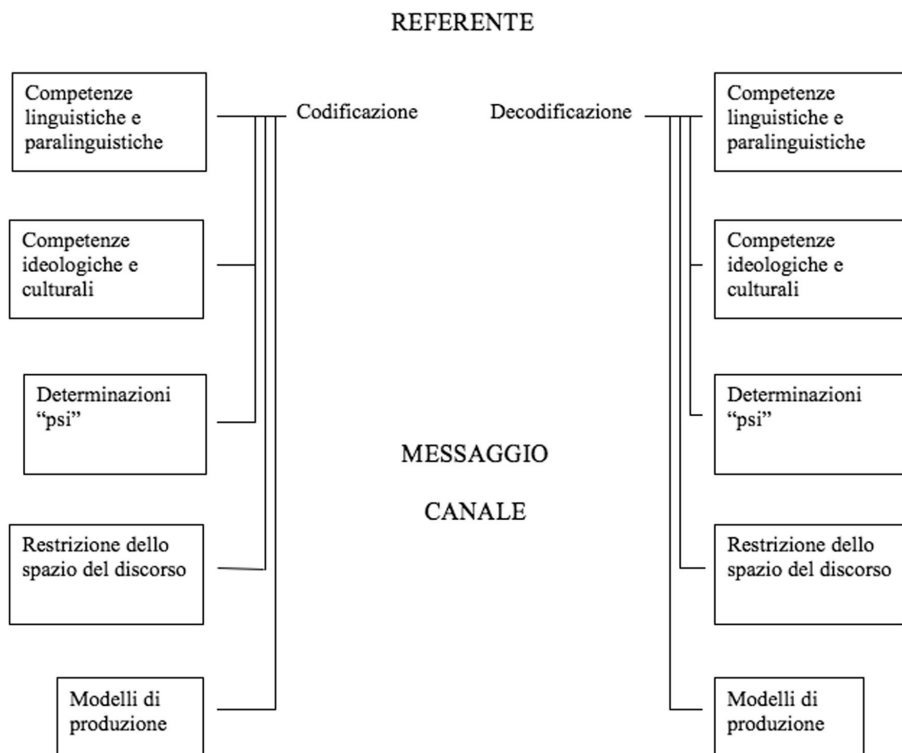 REFERENTE
Competenze
linguistiche e
paralinguistiche
Codificazione
Decodificazione
Competenze
linguistiche e
paralinguistiche
Competenze
ideologiche e
culturali
Competenze
ideologiche e
culturali
Determinazioni
“psi”
Determinazioni
“psi”
MESSAGGIO
CANALE
Restrizione dello
spazio del discorso
Restrizione dello
spazio del discorso
Modelli di
produzione
Modelli di
produzione